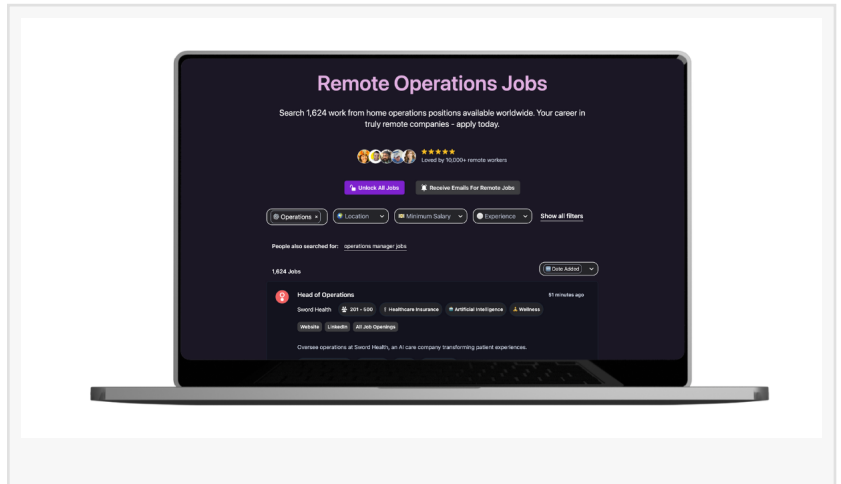 Remote Operations Jobs
Search 1,624 work from home operations positions available worldwide. Your career in
truly remote companies - apply today.
★★★★★
Loved by 10,000+ remote workers
Unlock All Jobs
Receive Emails For Remote Jobs
Operations ×
Location
Minimum Salary
Experience
Show all filters
People also searched for: operations manager jobs
1,624 Jobs
Date Added
Head of Operations
51 minutes ago
Sword Health
201 - 500
Healthcare Insurance
Artificial Intelligence
Wellness
Website
LinkedIn
All Job Openings
Oversee operations at Sword Health, an AI care company transforming patient experiences.